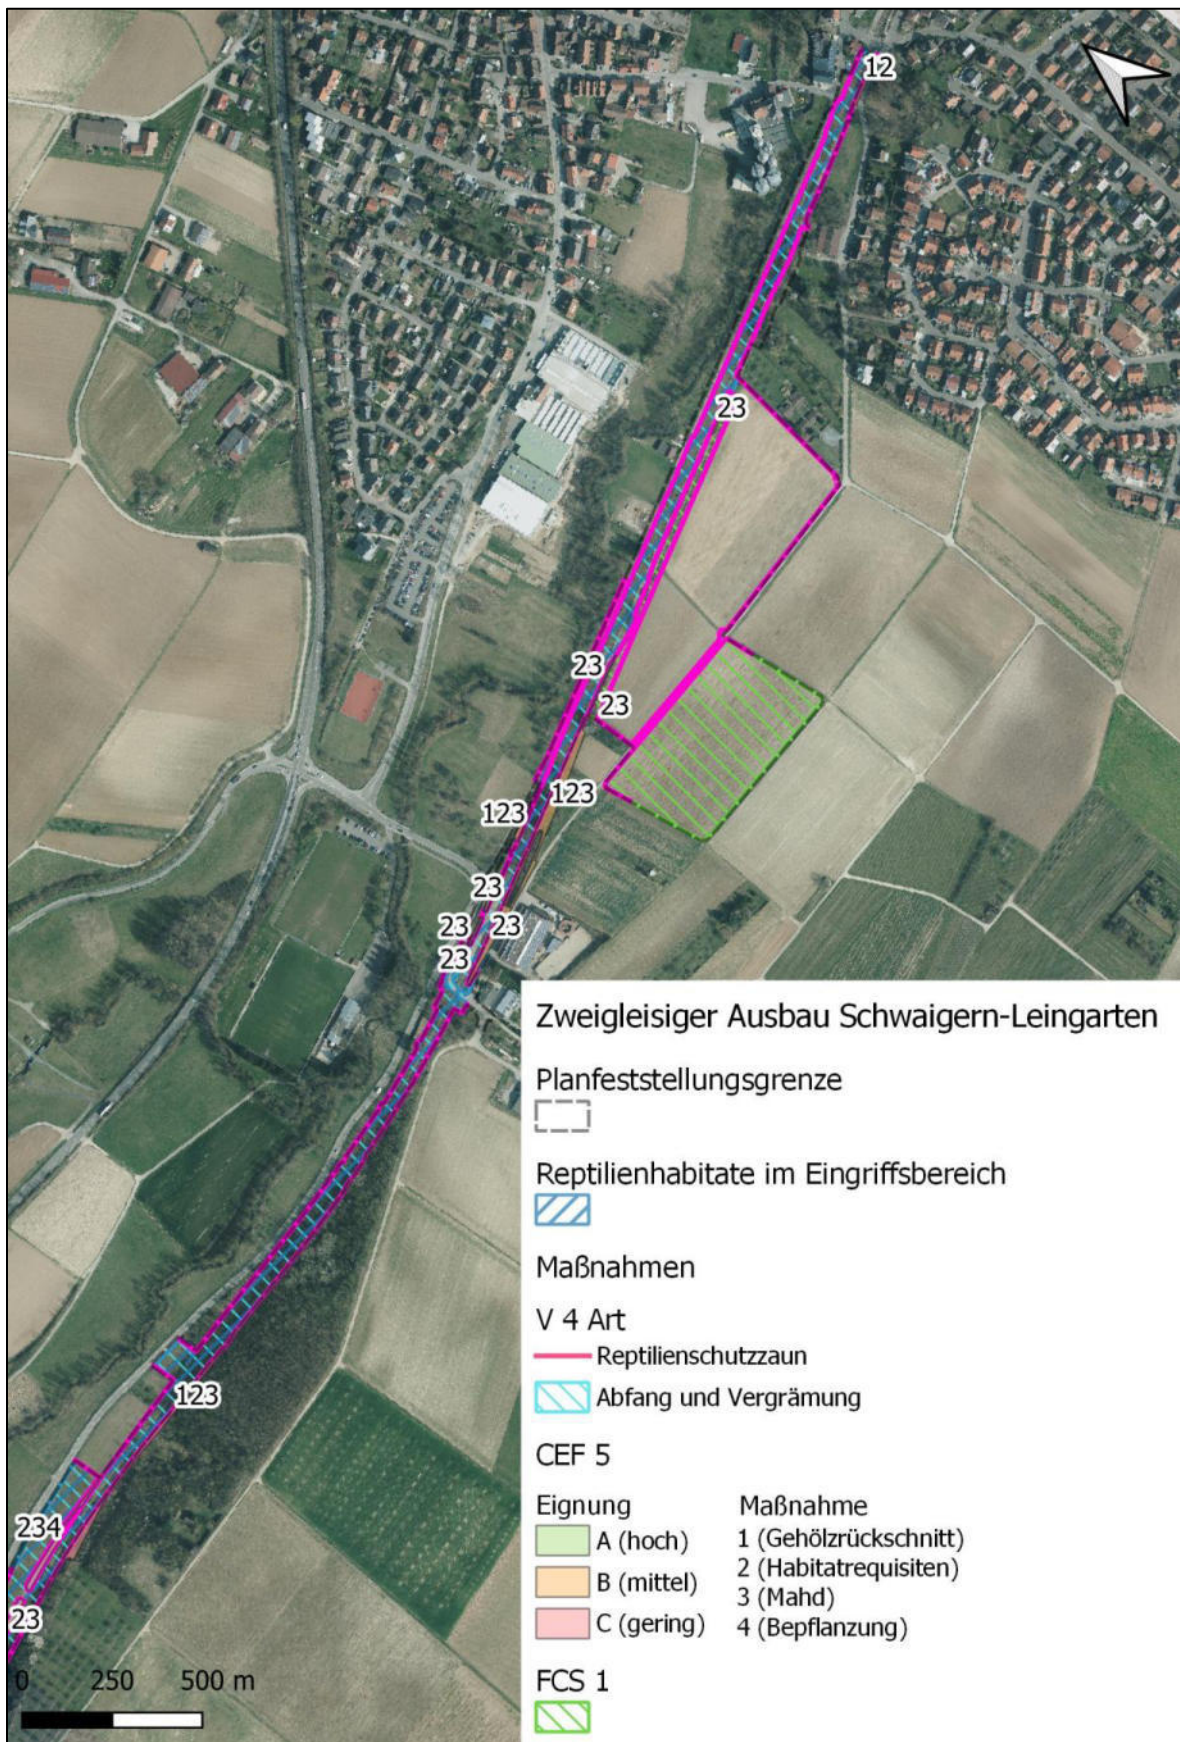 12
23
23
23
123
123
23
23
23
23
123
234
23
0 250 500 m
Zweigleisiger Ausbau Schwaigern-Leingarten
Planfeststellungsgrenze
Reptilienhabitate im Eingriffsbereich
Maßnahmen
V 4 Art
Reptilienschutzzaun
Abfang und Vergrämung
CEF 5
Eignung
A (hoch)
B (mittel)
C (gering)
Maßnahme
1 (Gehölzrückschnitt)
2 (Habitatrequisiten)
3 (Mahd)
4 (Bepflanzung)
FCS 1